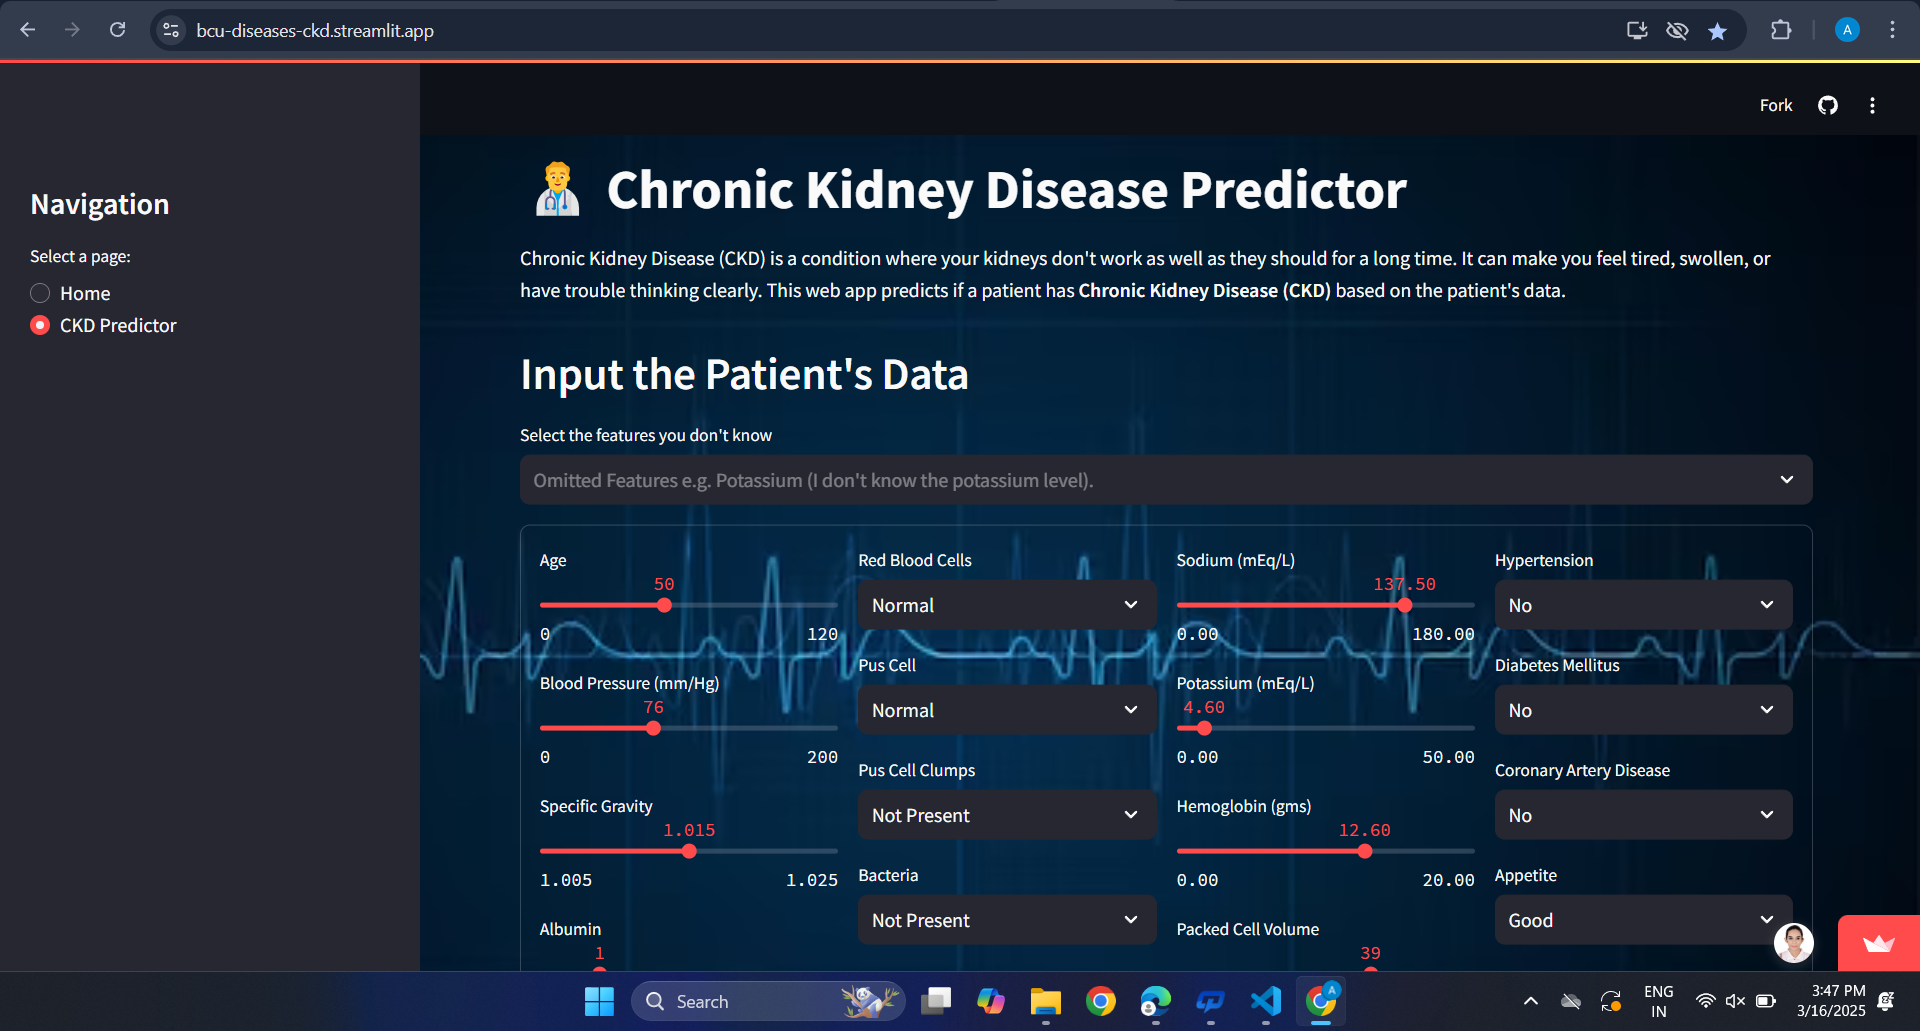 bcu-diseases-ckd.streamlit.app
A
Fork
Navigation
Select a page:
Home
CKD Predictor
Chronic Kidney Disease Predictor
Chronic Kidney Disease (CKD) is a condition where your kidneys don't work as well as they should for a long time. It can make you feel tired, swollen, or
have trouble thinking clearly. This web app predicts if a patient has Chronic Kidney Disease (CKD) based on the patient's data.
Input the Patient's Data
Select the features you don't know
Omitted Features e.g. Potassium (I don't know the potassium level).
Age
50
0 120
Blood Pressure (mm/Hg)
76
0 200
Specific Gravity
1.015
1.005 1.025
Albumin
1
Red Blood Cells
Normal
Pus Cell
Normal
Pus Cell Clumps
Not Present
Bacteria
Not Present
Sodium (mEq/L)
137.50
0.00 180.00
Potassium (mEq/L)
4.60
0.00 50.00
Hemoglobin (gms)
12.60
0.00 20.00
Packed Cell Volume
39
Hypertension
No
Diabetes Mellitus
No
Coronary Artery Disease
No
Appetite
Good
Search
A
ENG
IN
3:47 PM
3/16/2025